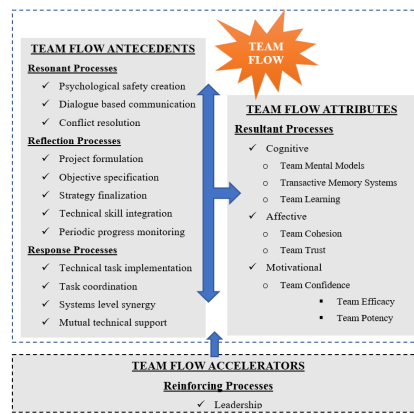 TEAM FLOW ANTECEDENTS
Resonant Processes
✓ Psychological safety creation
✓ Dialogue based communication
✓ Conflict resolution
Reflection Processes
✓ Project formulation
✓ Objective specification
✓ Strategy finalization
✓ Technical skill integration
✓ Periodic progress monitoring
Response Processes
✓ Technical task implementation
✓ Task coordination
✓ Systems level synergy
✓ Mutual technical support
TEAM
FLOW
TEAM FLOW ATTRIBUTES
Resultant Processes
✓ Cognitive
o Team Mental Models
o Transactive Memory Systems
o Team Learning
✓ Affective
o Team Cohesion
o Team Trust
✓ Motivational
o Team Confidence
▪ Team Efficacy
▪ Team Potency
TEAM FLOW ACCELERATORS
Reinforcing Processes
✓ Leadership